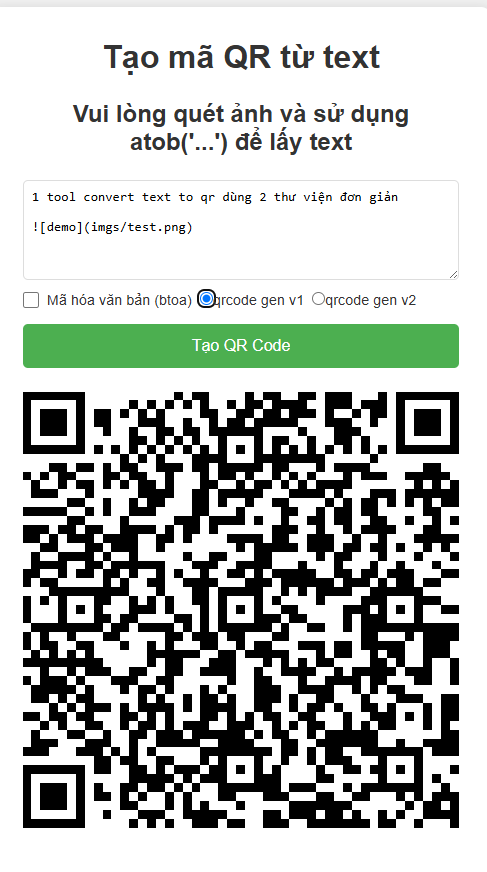 Tạo mã QR từ text
Vui lòng quét ảnh và sử dụng
atob('...') để lấy text
1 tool convert text to qr dùng 2 thư viện đơn giản
![demo](imgs/test.png)
Mã hóa văn bản (btoa) qrcode gen v1 qrcode gen v2
Tạo QR Code